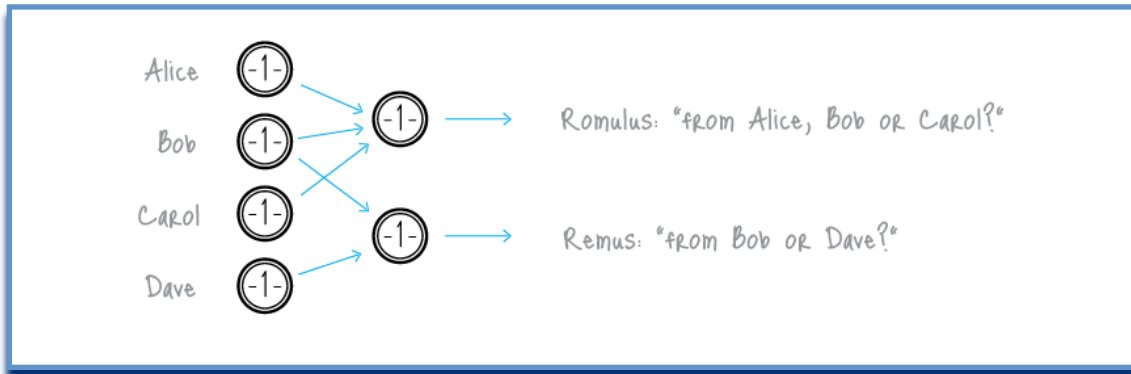 Alice -1-
Bob -1-
Carol -1-
Dave -1-
-1- Romulus: "from Alice, Bob or Carol?"
-1- Remus: "from Bob or Dave?"